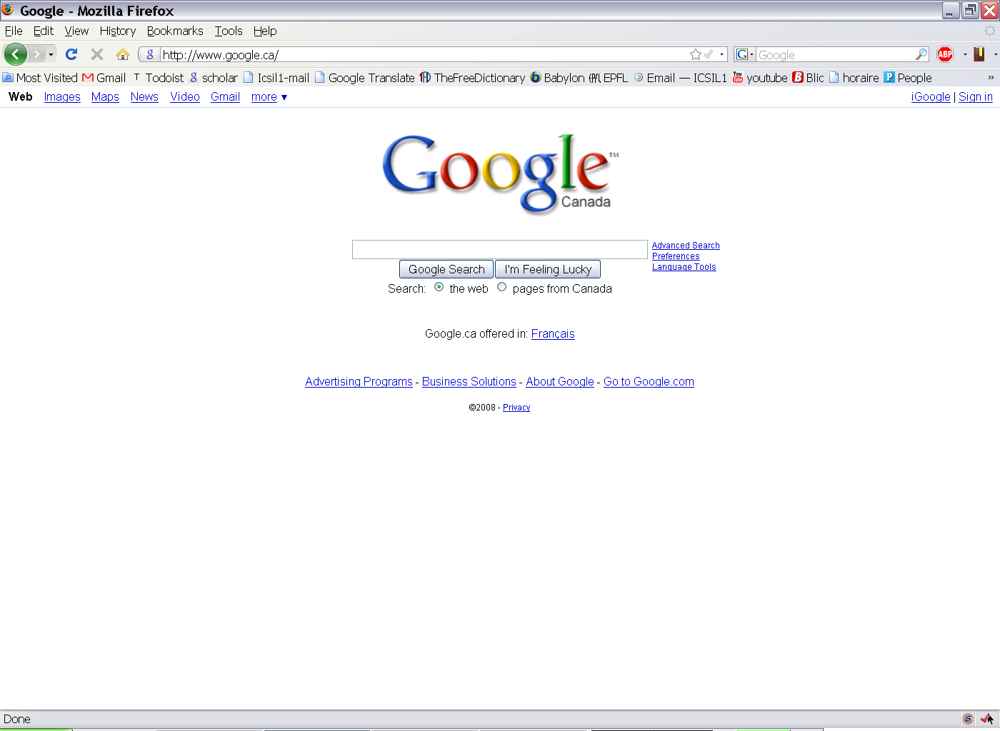 Google - Mozilla Firefox
File Edit View History Bookmarks Tools Help
http://www.google.ca/ G Google ABP
Most Visited Gmail T Todoist g scholar Icsil1-mail Google Translate TheFreeDictionary Babylon EPFL Email — ICSIL1 You Tube youtube B Blic horaire P People »
Web Images Maps News Video Gmail more ▼ iGoogle | Sign in
Google™
Canada
Advanced Search
Preferences
Language Tools
Google Search I'm Feeling Lucky
Search: the web pages from Canada
Google.ca offered in: Français
Advertising Programs - Business Solutions - About Google - Go to Google.com
©2008 - Privacy
Done